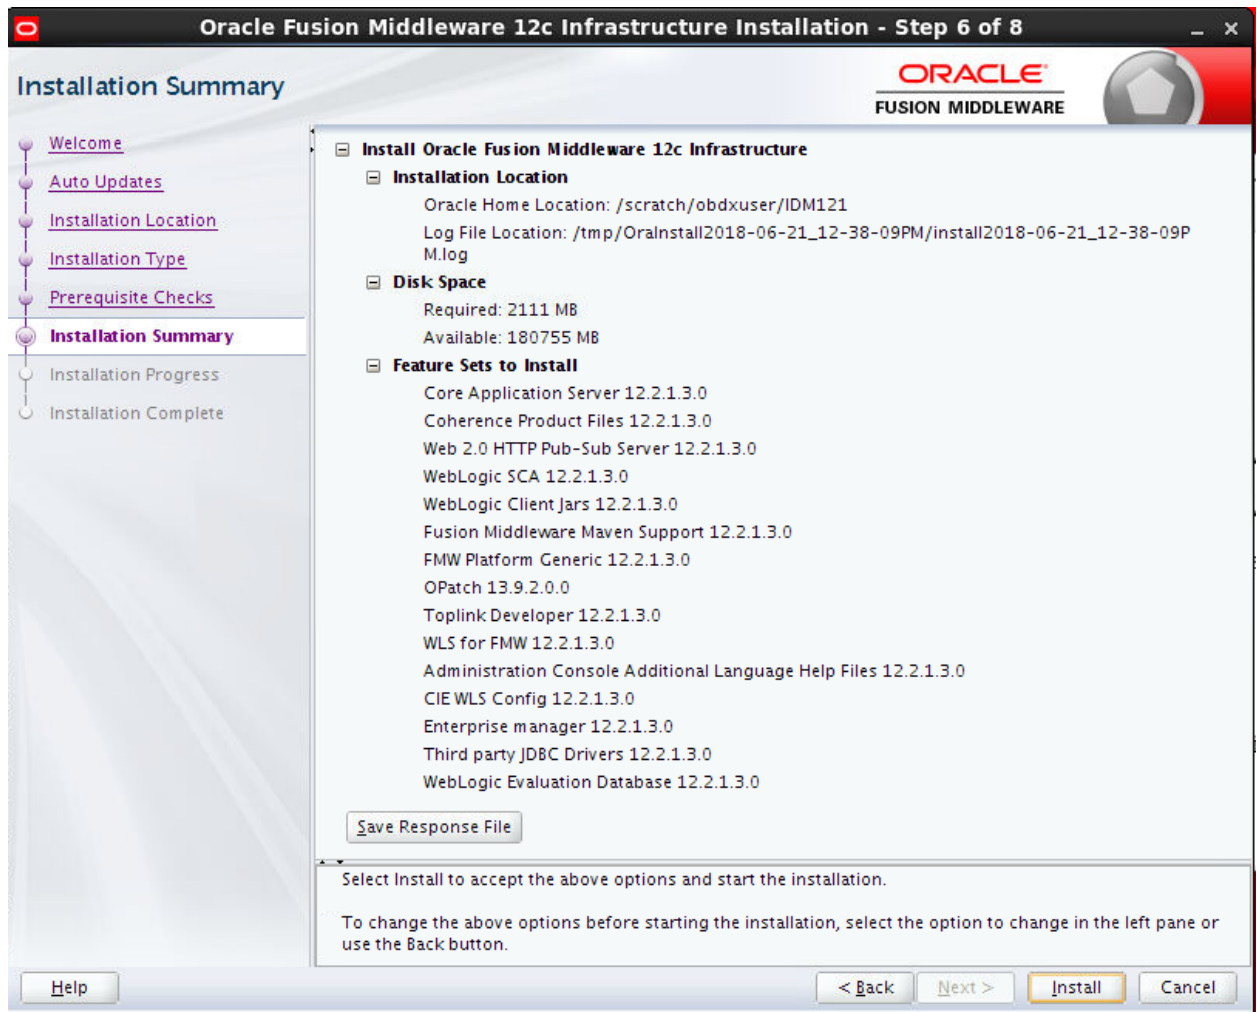 Oracle Fusion Middleware 12c Infrastructure Installation - Step 6 of 8
Installation Summary
ORACLE
FUSION MIDDLEWARE
Welcome
Auto Updates
Installation Location
Installation Type
Prerequisite Checks
Installation Summary
Installation Progress
Installation Complete
Install Oracle Fusion Middleware 12c Infrastructure
Installation Location
Oracle Home Location: /scratch/obdxuser/IDM121
Log File Location: /tmp/OraInstall2018-06-21_12-38-09PM/install2018-06-21_12-38-09P
M.log
Disk Space
Required: 2111 MB
Available: 180755 MB
Feature Sets to Install
Core Application Server 12.2.1.3.0
Coherence Product Files 12.2.1.3.0
Web 2.0 HTTP Pub-Sub Server 12.2.1.3.0
WebLogic SCA 12.2.1.3.0
WebLogic Client Jars 12.2.1.3.0
Fusion Middleware Maven Support 12.2.1.3.0
FMW Platform Generic 12.2.1.3.0
OPatch 13.9.2.0.0
Toplink Developer 12.2.1.3.0
WLS for FMW 12.2.1.3.0
Administration Console Additional Language Help Files 12.2.1.3.0
CIE WLS Config 12.2.1.3.0
Enterprise manager 12.2.1.3.0
Third party JDBC Drivers 12.2.1.3.0
WebLogic Evaluation Database 12.2.1.3.0
Save Response File
Select Install to accept the above options and start the installation.
To change the above options before starting the installation, select the option to change in the left pane or
use the Back button.
Help
< Back
Next >
Install
Cancel